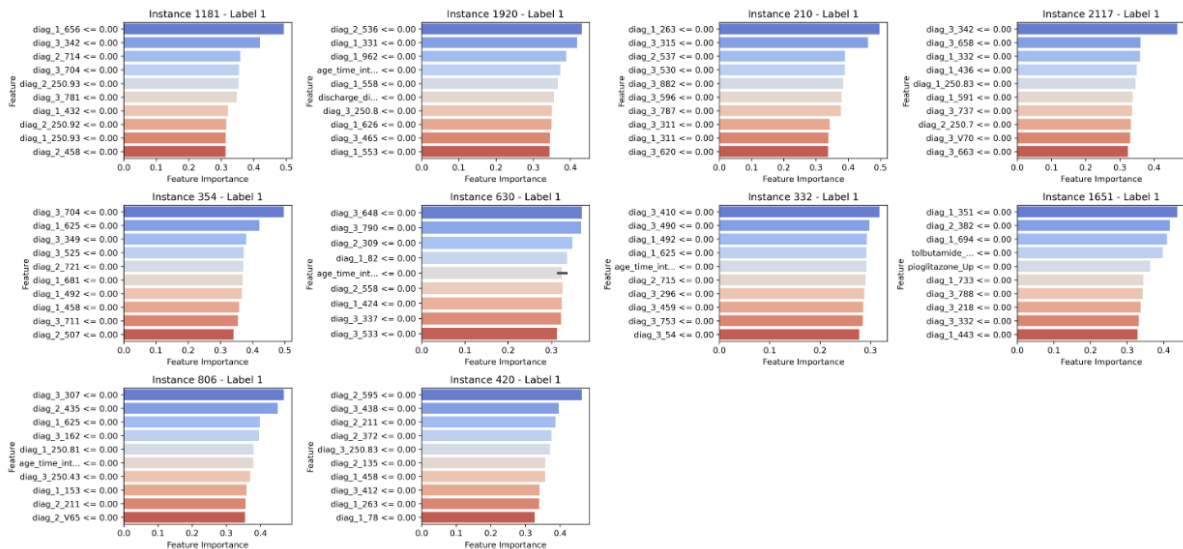 Instance 1181 - Label 1
Feature
diag_1_656 <= 0.00
diag_3_342 <= 0.00
diag_2_714 <= 0.00
diag_3_704 <= 0.00
diag_2_250.93 <= 0.00
diag_3_781 <= 0.00
diag_1_432 <= 0.00
diag_2_250.92 <= 0.00
diag_1_250.93 <= 0.00
diag_2_458 <= 0.00
0.0 0.1 0.2 0.3 0.4 0.5
Feature Importance
Instance 1920 - Label 1
Feature
diag_2_536 <= 0.00
diag_1_331 <= 0.00
diag_1_962 <= 0.00
age_time_int... <= 0.00
diag_1_558 <= 0.00
discharge_di... <= 0.00
diag_3_250.8 <= 0.00
diag_1_626 <= 0.00
diag_3_465 <= 0.00
diag_1_553 <= 0.00
0.0 0.1 0.2 0.3 0.4
Feature Importance
Instance 210 - Label 1
Feature
diag_1_263 <= 0.00
diag_3_315 <= 0.00
diag_2_537 <= 0.00
diag_3_530 <= 0.00
diag_3_882 <= 0.00
diag_3_596 <= 0.00
diag_3_787 <= 0.00
diag_3_311 <= 0.00
diag_1_311 <= 0.00
diag_3_620 <= 0.00
0.0 0.1 0.2 0.3 0.4 0.5
Feature Importance
Instance 2117 - Label 1
Feature
diag_3_342 <= 0.00
diag_3_658 <= 0.00
diag_1_332 <= 0.00
diag_1_436 <= 0.00
diag_1_250.83 <= 0.00
diag_1_591 <= 0.00
diag_3_737 <= 0.00
diag_2_250.7 <= 0.00
diag_3_V70 <= 0.00
diag_3_663 <= 0.00
0.0 0.1 0.2 0.3 0.4
Feature Importance
Instance 354 - Label 1
Feature
diag_3_704 <= 0.00
diag_1_625 <= 0.00
diag_3_349 <= 0.00
diag_3_525 <= 0.00
diag_2_721 <= 0.00
diag_1_681 <= 0.00
diag_1_492 <= 0.00
diag_1_458 <= 0.00
diag_3_711 <= 0.00
diag_2_507 <= 0.00
0.0 0.1 0.2 0.3 0.4 0.5
Feature Importance
Instance 630 - Label 1
Feature
diag_3_648 <= 0.00
diag_3_790 <= 0.00
diag_2_309 <= 0.00
diag_1_82 <= 0.00
age_time_int... <= 0.00
diag_2_558 <= 0.00
diag_1_424 <= 0.00
diag_3_337 <= 0.00
diag_3_533 <= 0.00
0.0 0.1 0.2 0.3
Feature Importance
Instance 332 - Label 1
Feature
diag_3_410 <= 0.00
diag_3_490 <= 0.00
diag_1_492 <= 0.00
diag_1_625 <= 0.00
age_time_int... <= 0.00
diag_2_715 <= 0.00
diag_3_296 <= 0.00
diag_3_459 <= 0.00
diag_3_753 <= 0.00
diag_3_54 <= 0.00
0.0 0.1 0.2 0.3
Feature Importance
Instance 1651 - Label 1
Feature
diag_1_351 <= 0.00
diag_2_382 <= 0.00
diag_1_694 <= 0.00
tolbutamide_... <= 0.00
pioglitazone_Up <= 0.00
diag_1_733 <= 0.00
diag_3_788 <= 0.00
diag_3_218 <= 0.00
diag_3_332 <= 0.00
diag_1_443 <= 0.00
0.0 0.1 0.2 0.3 0.4
Feature Importance
Instance 806 - Label 1
Feature
diag_3_307 <= 0.00
diag_2_435 <= 0.00
diag_1_625 <= 0.00
diag_3_162 <= 0.00
diag_1_250.81 <= 0.00
age_time_int... <= 0.00
diag_3_250.43 <= 0.00
diag_1_153 <= 0.00
diag_2_211 <= 0.00
diag_2_V65 <= 0.00
0.0 0.1 0.2 0.3 0.4
Feature Importance
Instance 420 - Label 1
Feature
diag_2_595 <= 0.00
diag_3_438 <= 0.00
diag_2_211 <= 0.00
diag_2_372 <= 0.00
diag_3_250.83 <= 0.00
diag_2_135 <= 0.00
diag_1_458 <= 0.00
diag_3_412 <= 0.00
diag_1_263 <= 0.00
diag_1_78 <= 0.00
0.0 0.1 0.2 0.3 0.4
Feature Importance